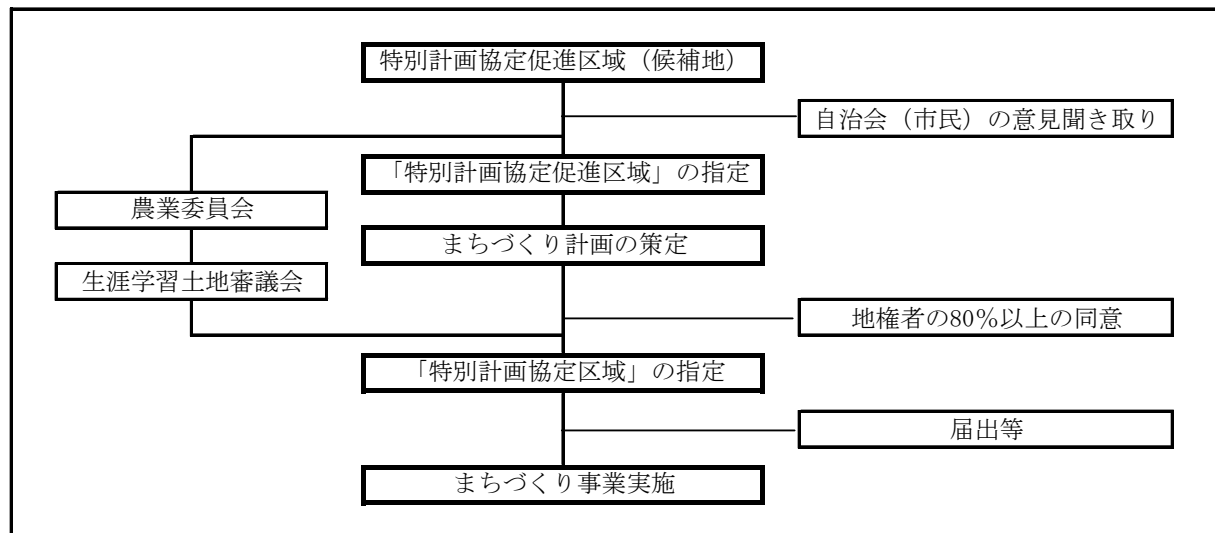 特別計画協定促進区域（候補地）
自治会（市民）の意見聞き取り
「特別計画協定促進区域」の指定
農業委員会
まちづくり計画の策定
生涯学習土地審議会
地権者の80％以上の同意
「特別計画協定区域」の指定
届出等
まちづくり事業実施